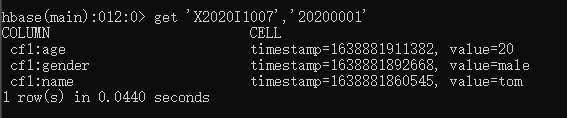 hbase(main):012:0> get 'X2020I1007','20200001'
COLUMN CELL
cf1:age timestamp=1638881911382, value=20
cf1:gender timestamp=1638881892668, value=male
cf1:name timestamp=1638881860545, value=tom
1 row(s) in 0.0440 seconds